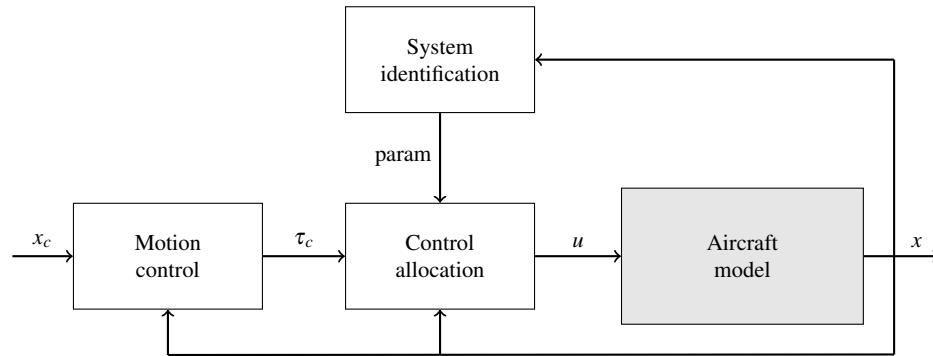 System
identification
param
x_c
Motion
control
τ_c
Control
allocation
u
Aircraft
model
x